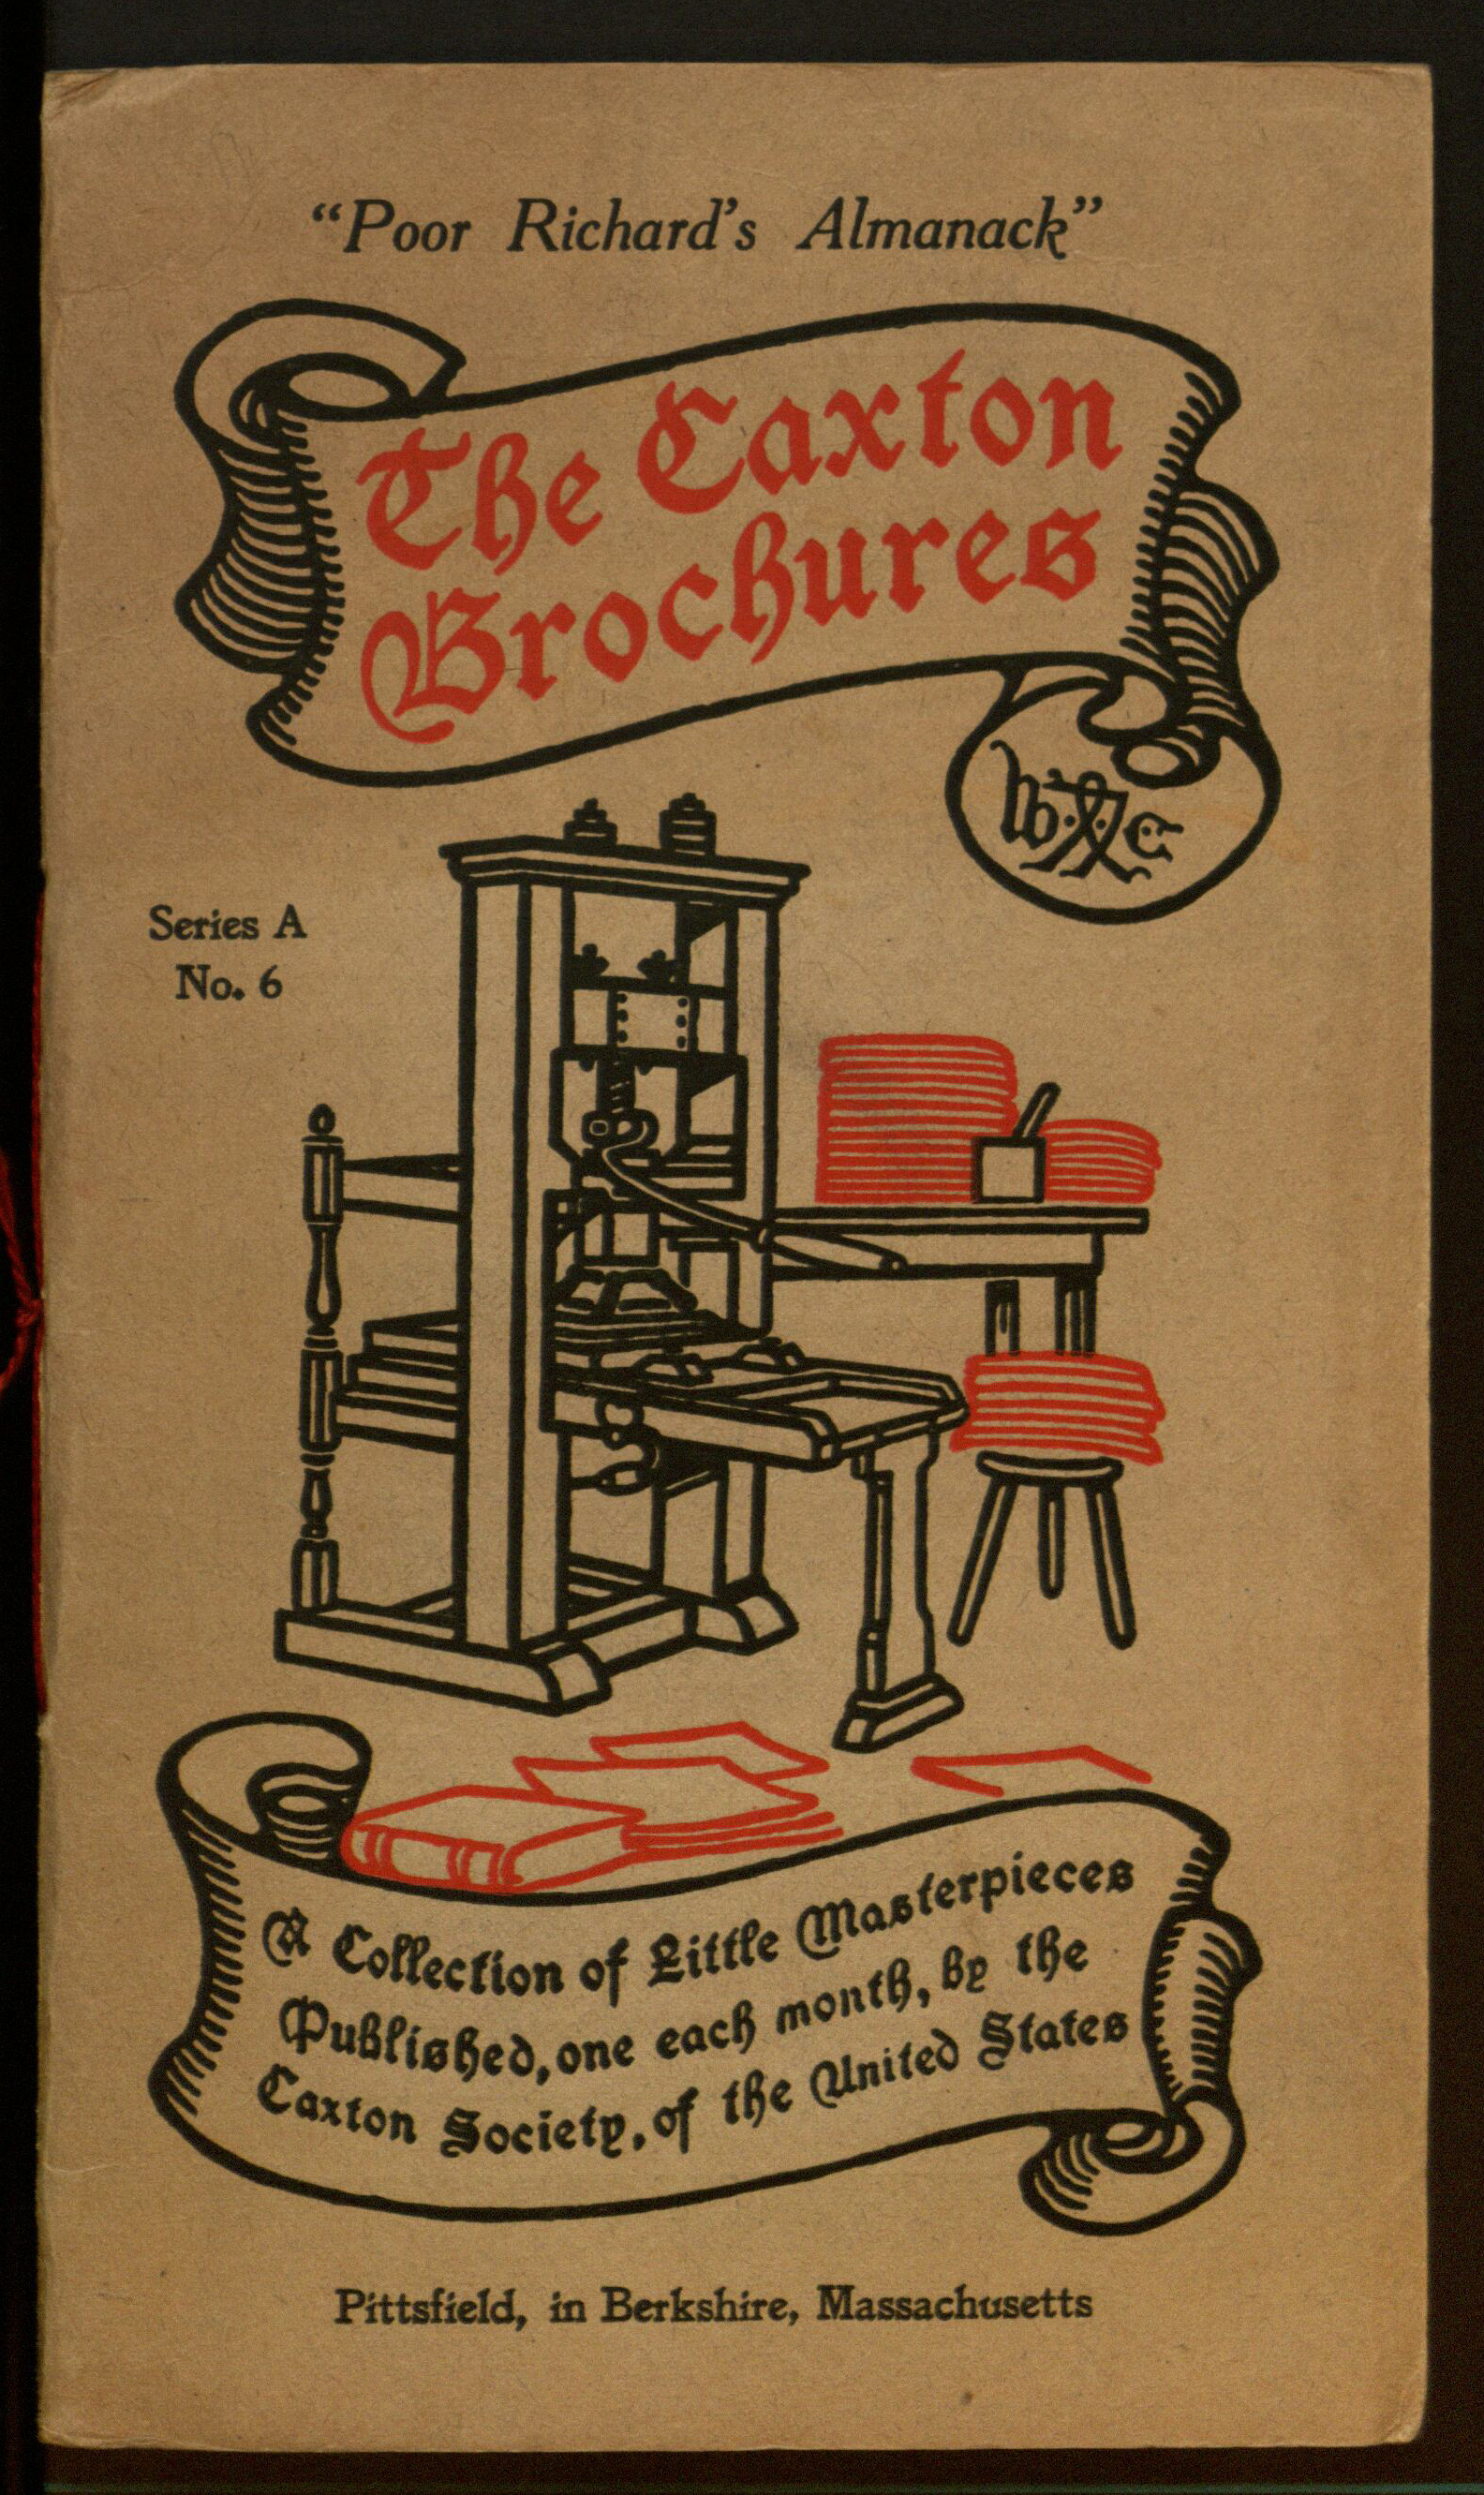 “Poor Richard’s Almanack”
The Caxton
Brochures
W C
Series A
No. 6
A Collection of Little Masterpieces
Published, one each month, by the
Caxton Society, of the United States
Pittsfield, in Berkshire, Massachusetts